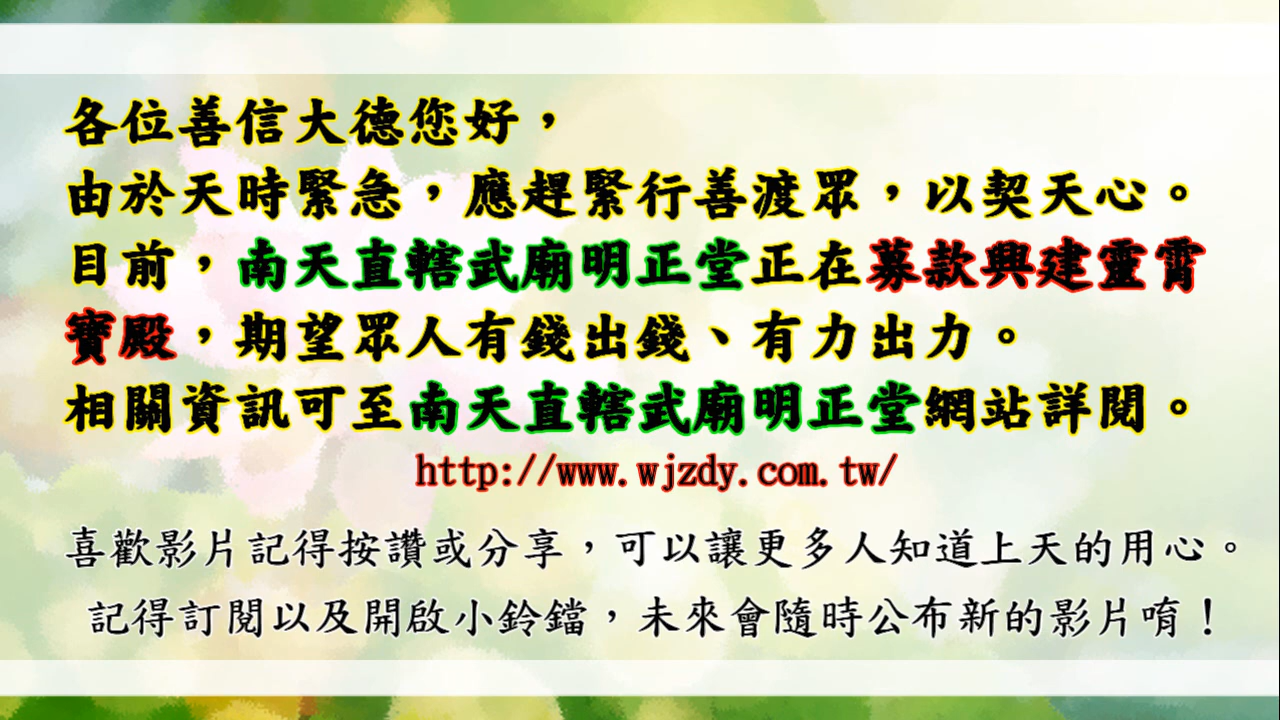 各位善信大德您好，
由於天時緊急，應趕緊行善渡眾，以契天心。
目前，南天直轄武廟明正堂正在募款興建靈霄
寶殿，期望眾人有錢出錢、有力出力。
相關資訊可至南天直轄武廟明正堂網站詳閱。
http://www.wjzdy.com.tw/
喜歡影片記得按讚或分享，可以讓更多人知道上天的用心。
記得訂閱以及開啟小鈴鐺，未來會隨時公布新的影片唷！